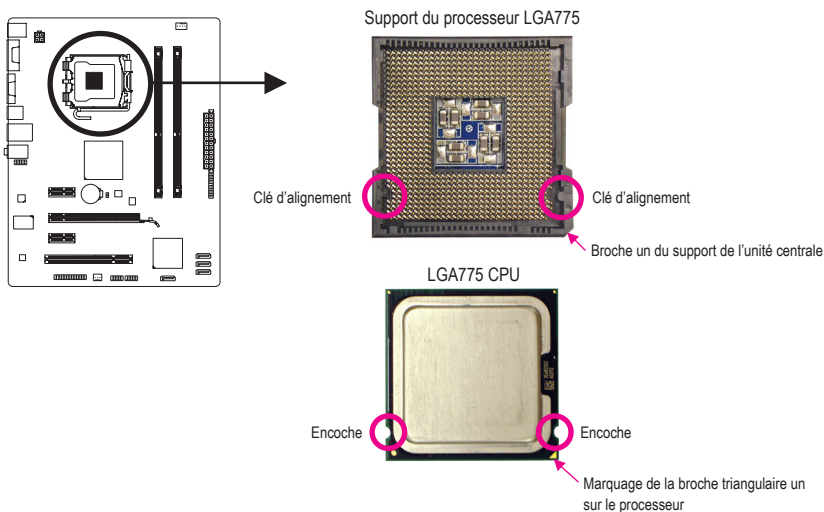 Support du processeur LGA775
Clé d'alignement
Clé d'alignement
Broche un du support de l'unité centrale
LGA775 CPU
Encoche
Encoche
Marquage de la broche triangulaire un
sur le processeur